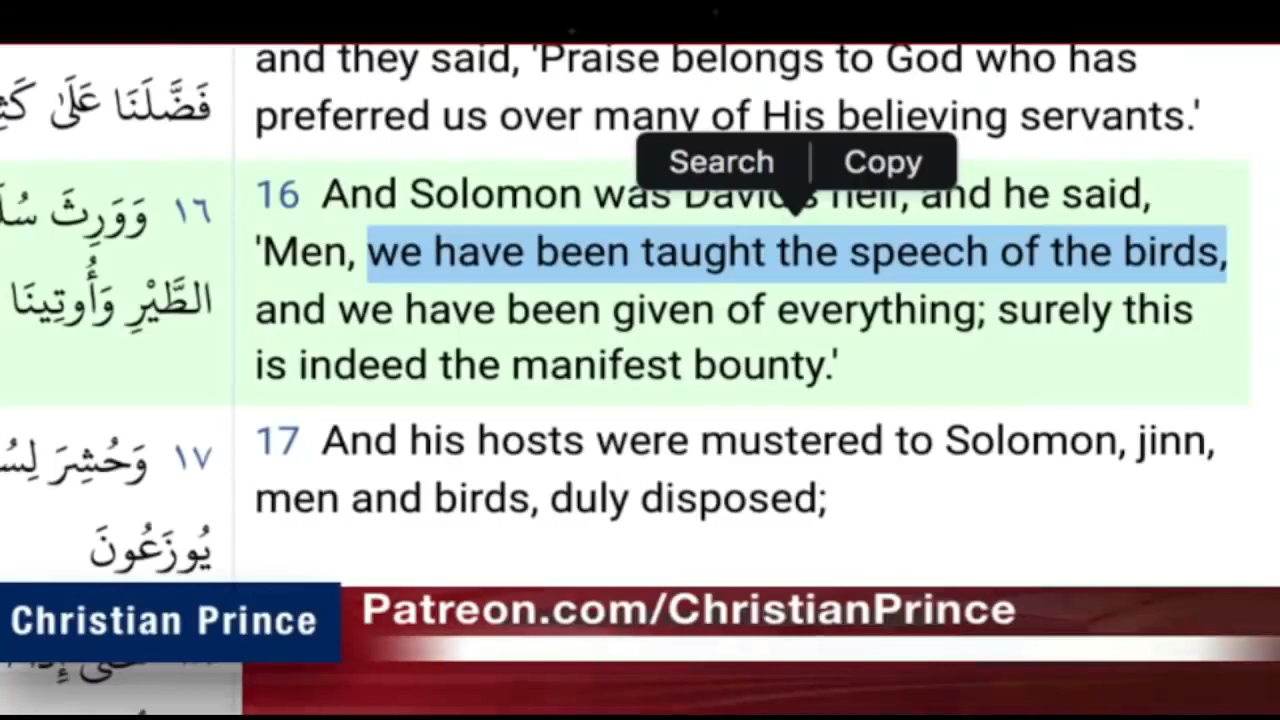 and they said, 'Praise belongs to God who has
preferred us over many of His believing servants.'
فَضَّلَنَا عَلَىٰ
Search
Copy
16 And Solomon was David's heir, and he said,
'Men, we have been taught the speech of the birds,
and we have been given of everything; surely this
is indeed the manifest bounty.'
١٦ وَوَرِثَ
الطَّيْرِ وَأُوتِينَا
17 And his hosts were mustered to Solomon, jinn,
men and birds, duly disposed;
١٧ وَحُشِرَ
يُوزَعُونَ
Christian Prince
Patreon.com/ChristianPrince